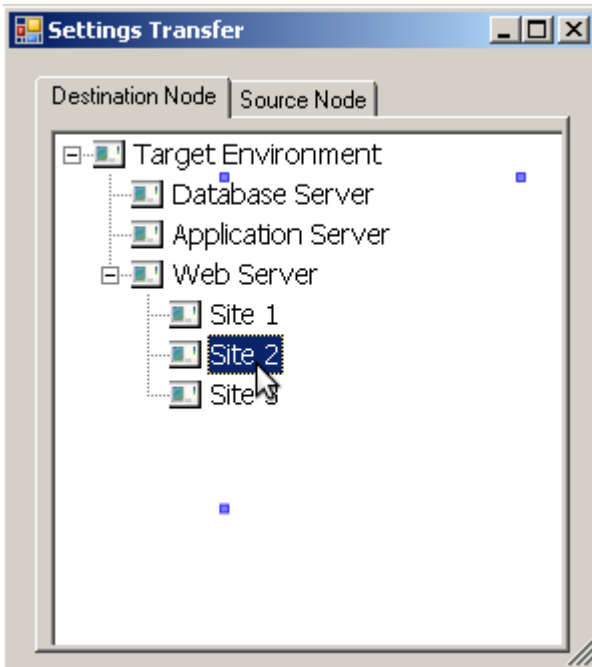 Settings Transfer
Destination Node
Source Node
Target Environment
Database Server
Application Server
Web Server
Site 1
Site 2
Site 3